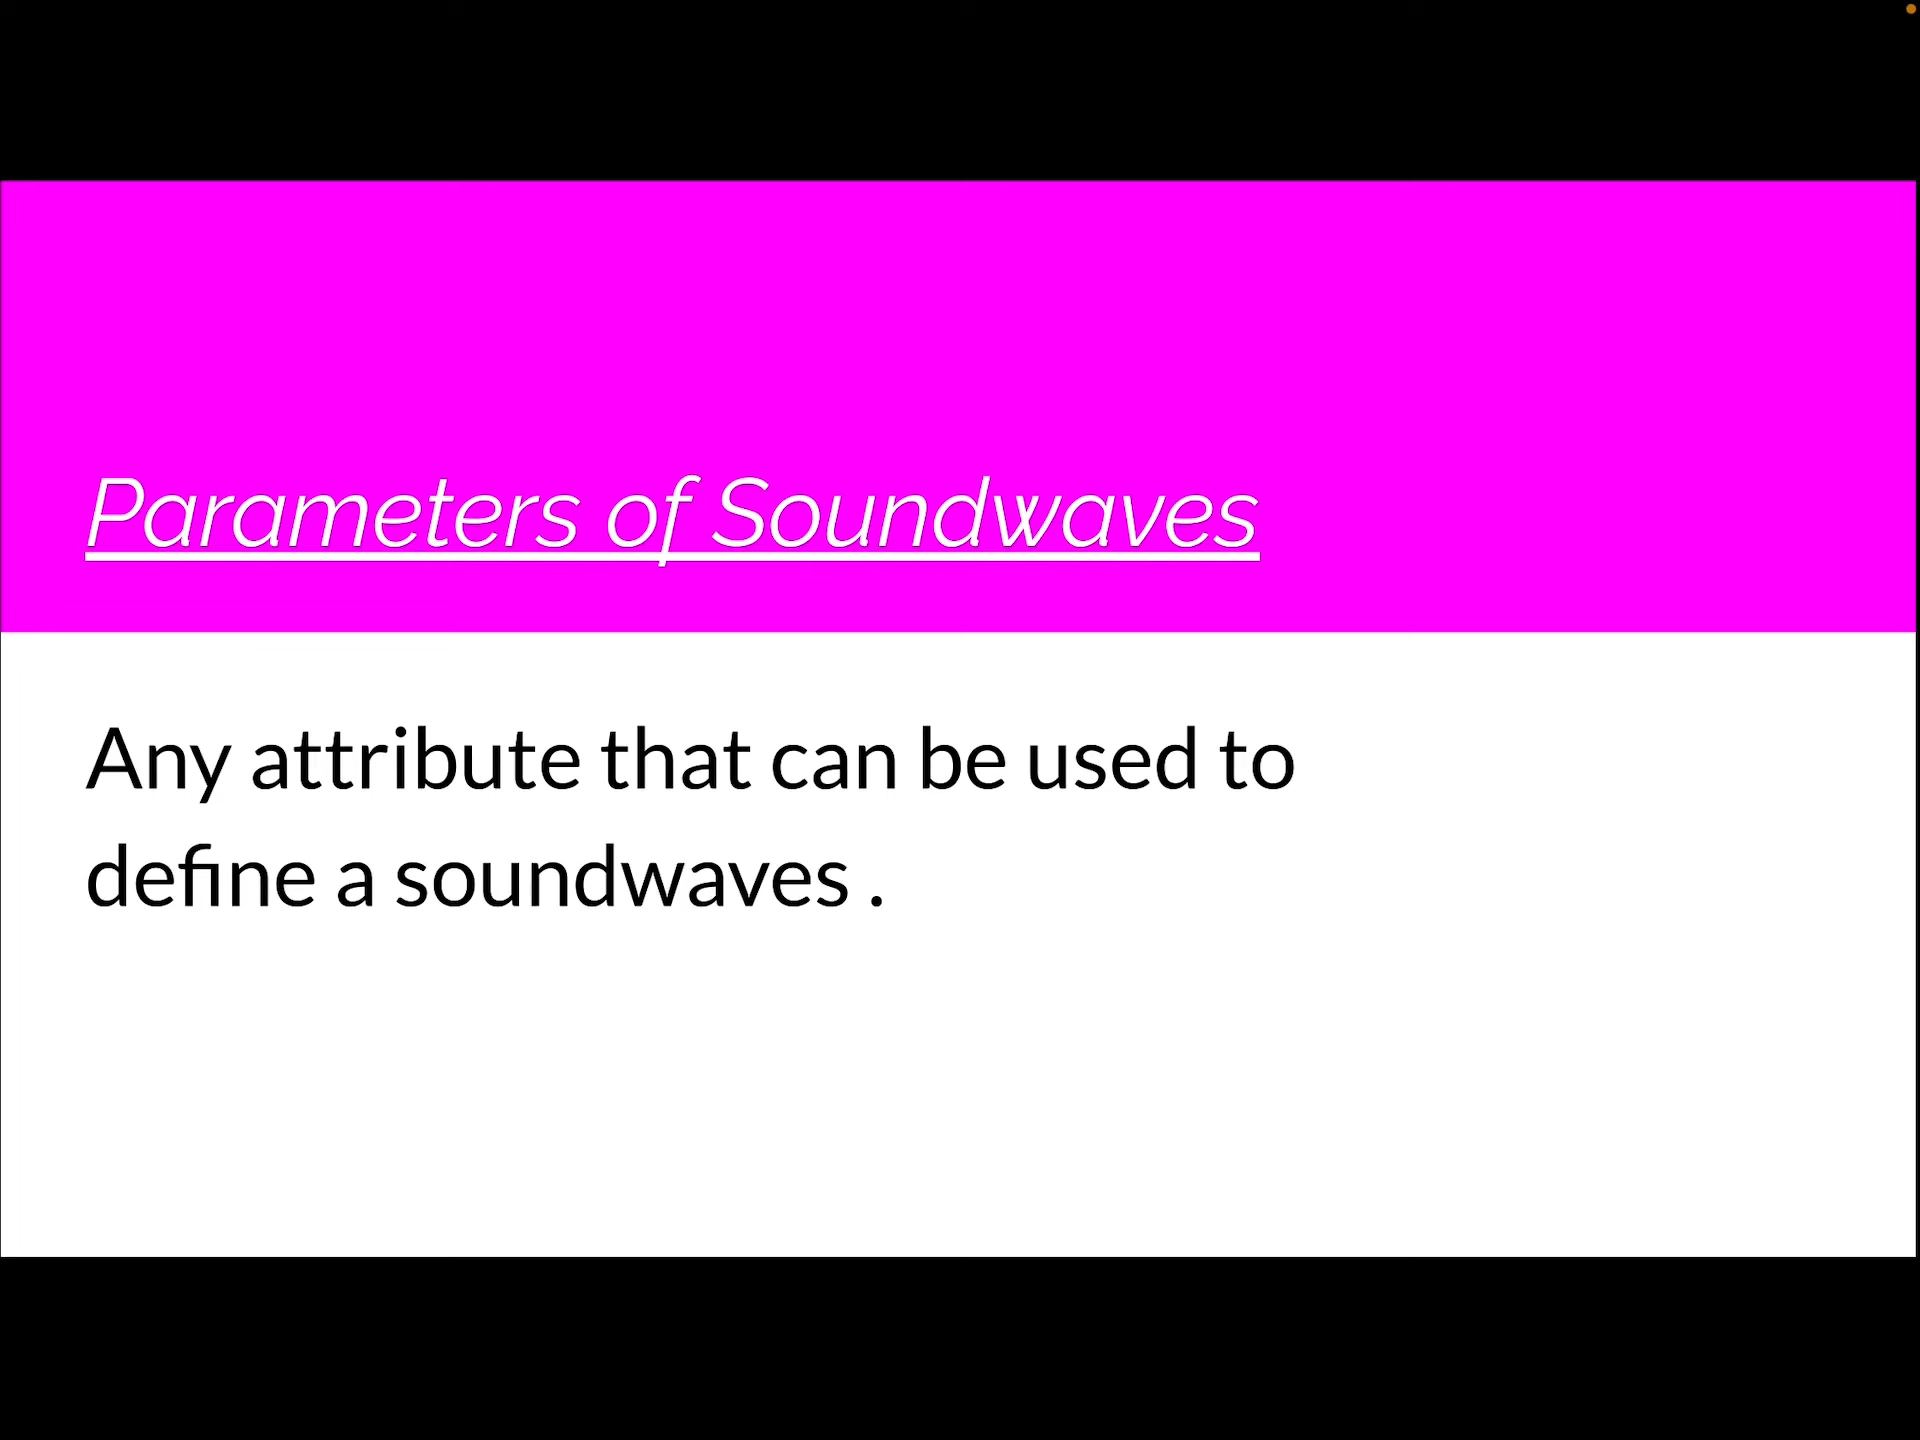 Parameters of Soundwaves
Any attribute that can be used to
define a soundwaves .